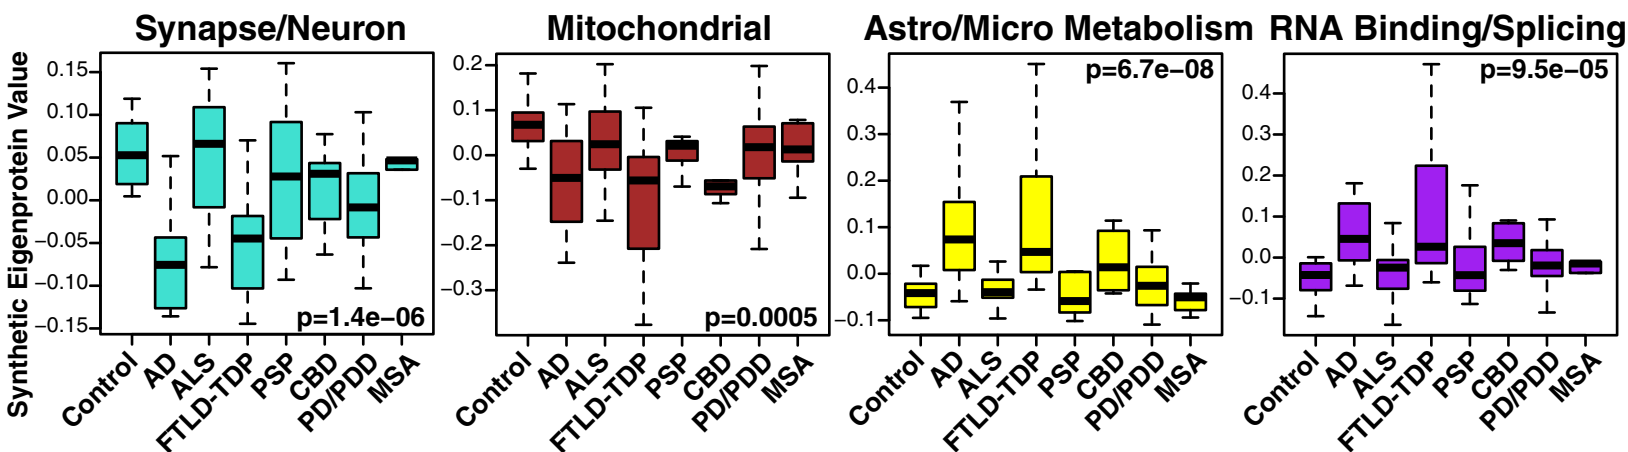 Synapse/Neuron
Synthetic Eigenprotein Value
0.15
0.10
0.05
0.00
−0.05
−0.10
−0.15
p=1.4e−06
Control
AD
ALS
FTLD-TDP
PSP
CBD
PD/PDD
MSA
Mitochondrial
0.2
0.1
0.0
−0.1
−0.2
−0.3
p=0.0005
Control
AD
ALS
FTLD-TDP
PSP
CBD
PD/PDD
MSA
Astro/Micro Metabolism
p=6.7e−08
0.4
0.3
0.2
0.1
0.0
−0.1
Control
AD
ALS
FTLD-TDP
PSP
CBD
PD/PDD
MSA
RNA Binding/Splicing
p=9.5e−05
0.4
0.3
0.2
0.1
0.0
−0.1
Control
AD
ALS
FTLD-TDP
PSP
CBD
PD/PDD
MSA